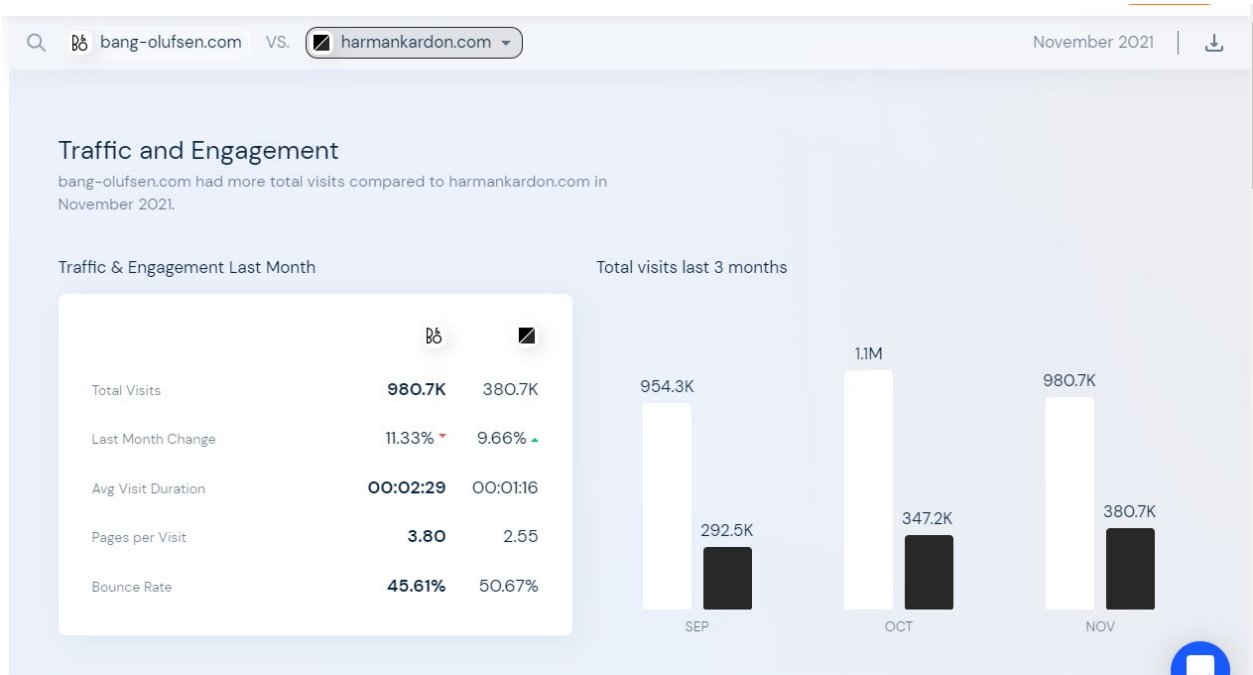 bang-olufsen.com VS. harmankardon.com November 2021
Traffic and Engagement
bang-olufsen.com had more total visits compared to harmankardon.com in
November 2021.
Traffic & Engagement Last Month
Total Visits 980.7K 380.7K
Last Month Change 11.33% 9.66%
Avg Visit Duration 00:02:29 00:01:16
Pages per Visit 3.80 2.55
Bounce Rate 45.61% 50.67%
Total visits last 3 months
954.3K 1.1M 980.7K
292.5K 347.2K 380.7K
SEP OCT NOV